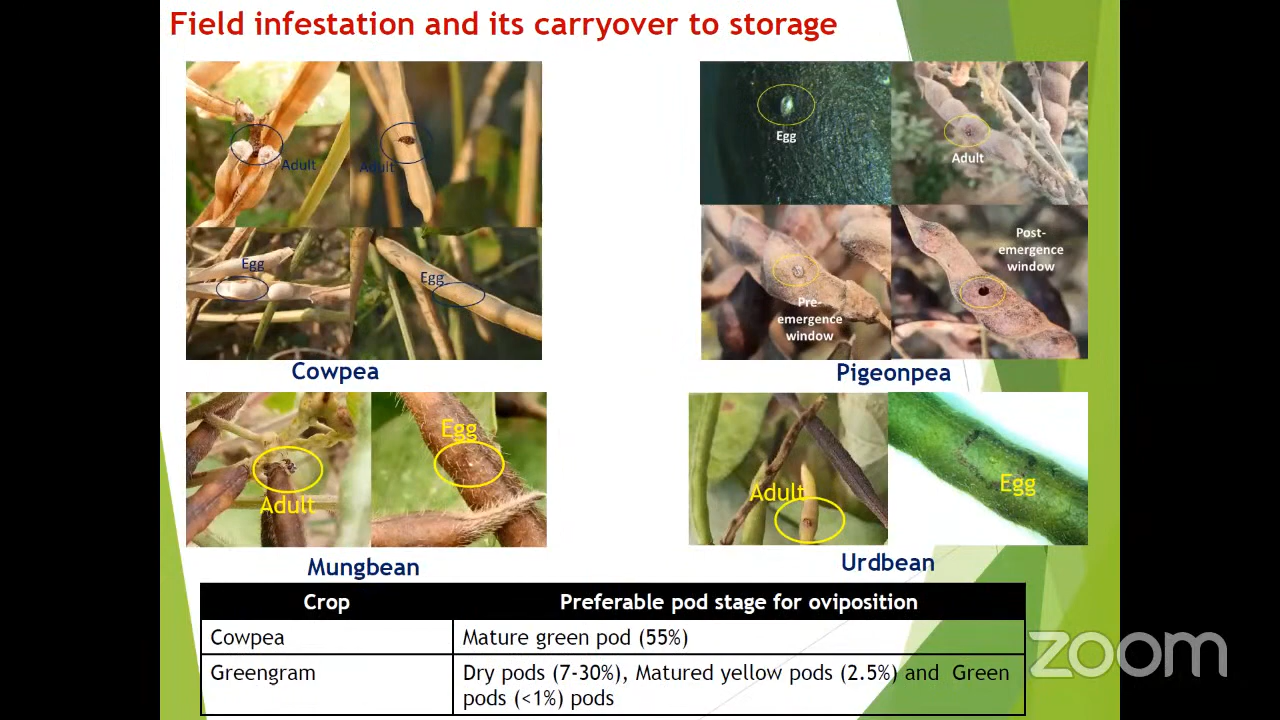 Field infestation and its carryover to storage
Adult
Adult
Egg
Egg
Cowpea
Egg
Adult
Pre-
emergence
window
Post-
emergence
window
Pigeonpea
Adult
Egg
Mungbean
Adult
Egg
Urdbean
Crop Preferable pod stage for oviposition
Cowpea Mature green pod (55%)
Greengram Dry pods (7-30%), Matured yellow pods (2.5%) and Green
pods (<1%) pods
zoom